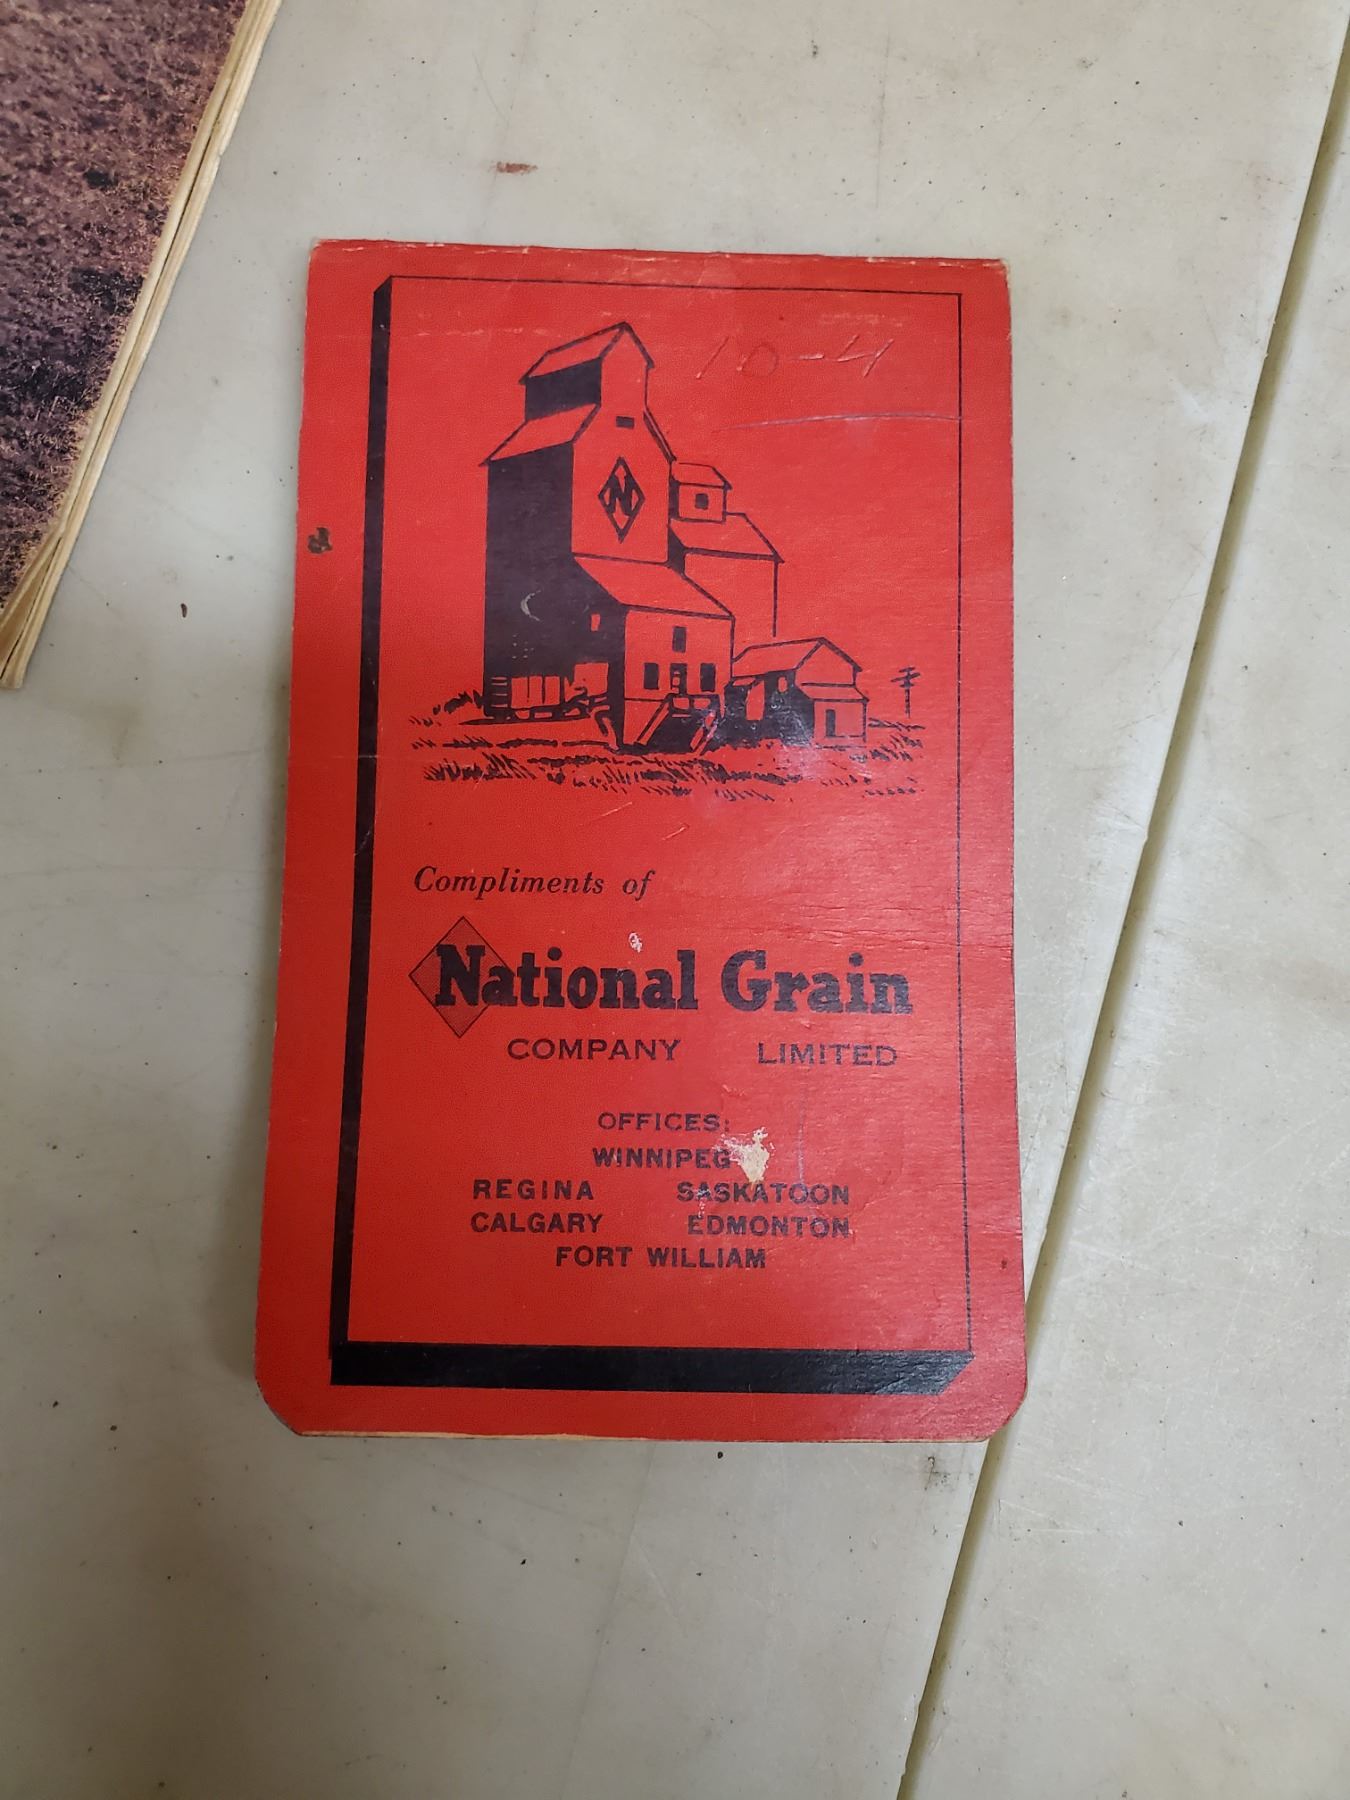 10-4
N
Compliments of
National Grain
COMPANY LIMITED
OFFICES:
WINNIPEG
REGINA SASKATOON
CALGARY EDMONTON
FORT WILLIAM